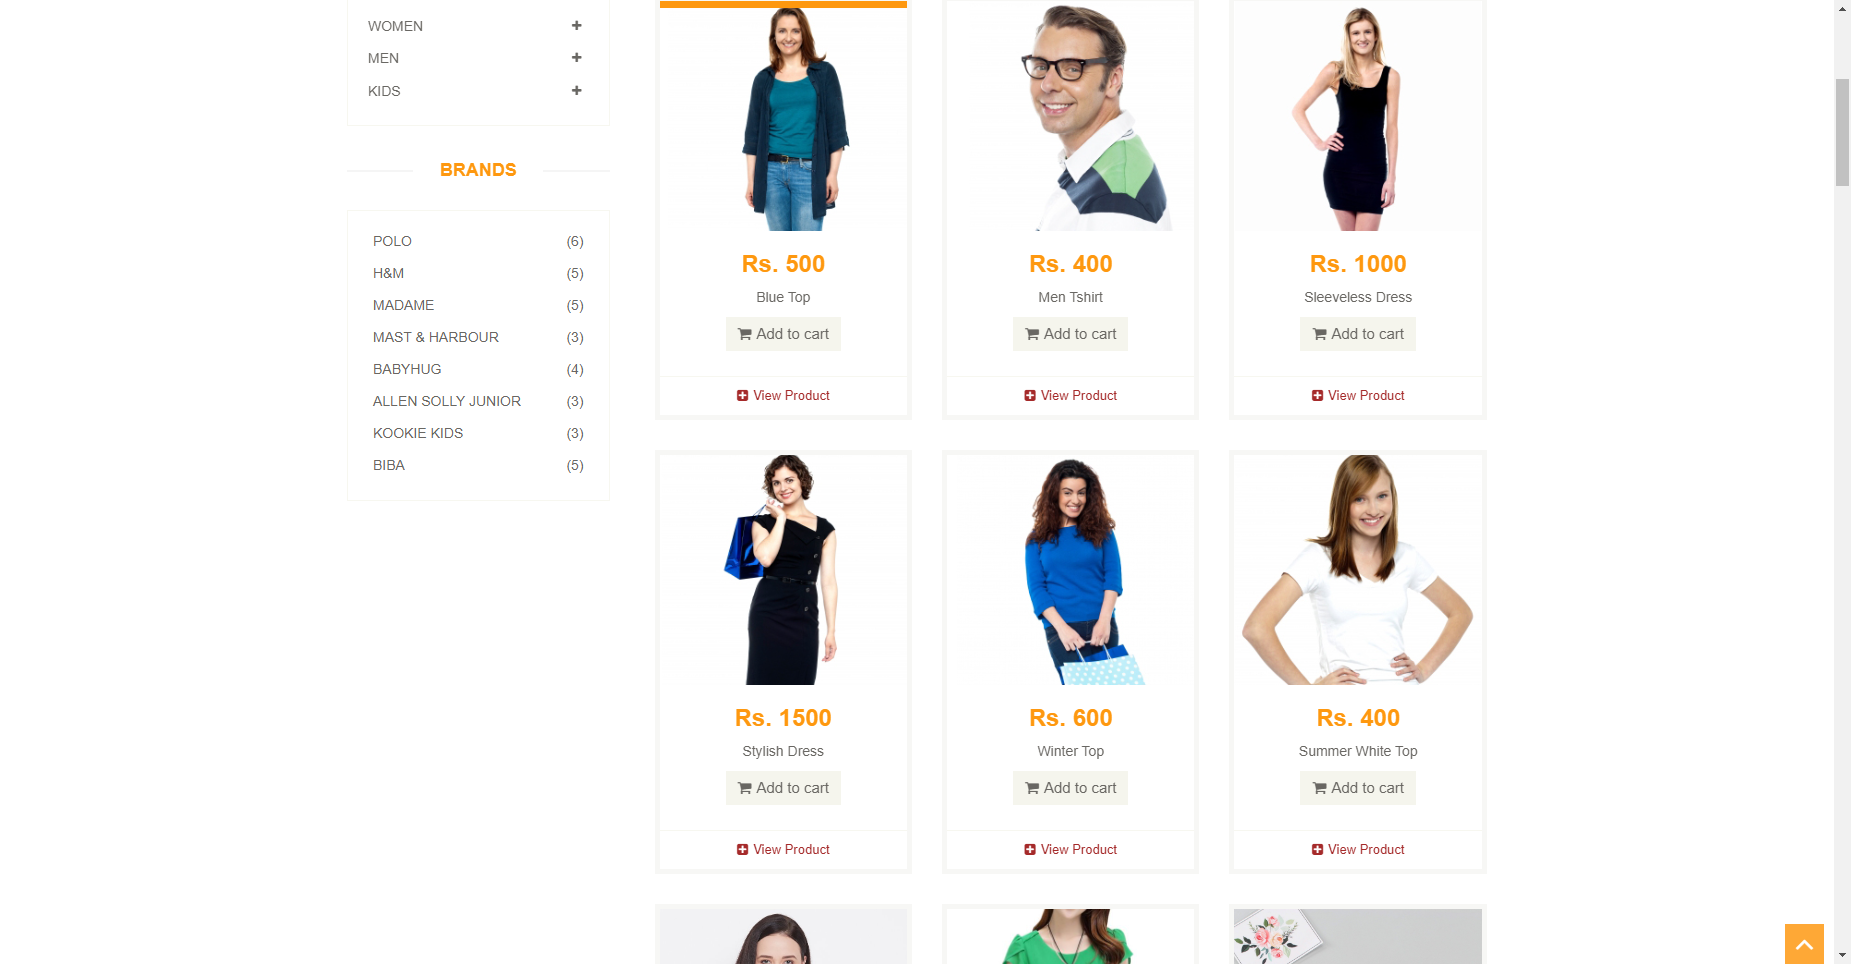 WOMEN
MEN
KIDS
BRANDS
POLO (6)
H&M (5)
MADAME (5)
MAST & HARBOUR (3)
BABYHUG (4)
ALLEN SOLLY JUNIOR (3)
KOOKIE KIDS (3)
BIBA (5)
Rs. 500
Blue Top
Add to cart
View Product
Rs. 400
Men Tshirt
Add to cart
View Product
Rs. 1000
Sleeveless Dress
Add to cart
View Product
Rs. 1500
Stylish Dress
Add to cart
View Product
Rs. 600
Winter Top
Add to cart
View Product
Rs. 400
Summer White Top
Add to cart
View Product